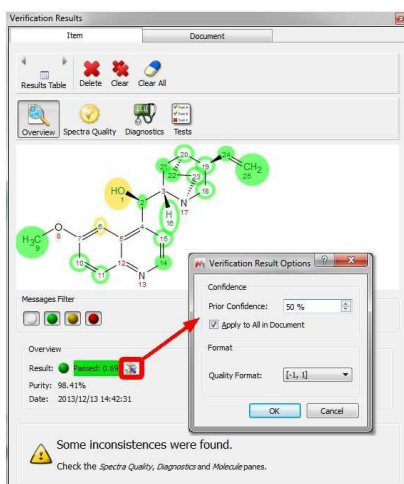 Verification Results
Item
Document
Results Table
Delete
Clear
Clear All
Overview
Spectra Quality
Diagnostics
Tests
20
24
21
22
23
19
CH2
25
HO
1
2
3
N
17
18
H
16
O
8
H3C
9
7
6
5
4
15
10
11
12
N
13
14
Messages Filter
Overview
Result:
Passed: 0.69
Purity: 98.41%
Date: 2013/12/13 14:42:31
Verification Result Options
Confidence
Prior Confidence: 50 %
Apply to All in Document
Format
Quality Format: [-1, 1]
OK
Cancel
Some inconsistences were found.
Check the Spectra Quality, Diagnostics and Molecule panes.